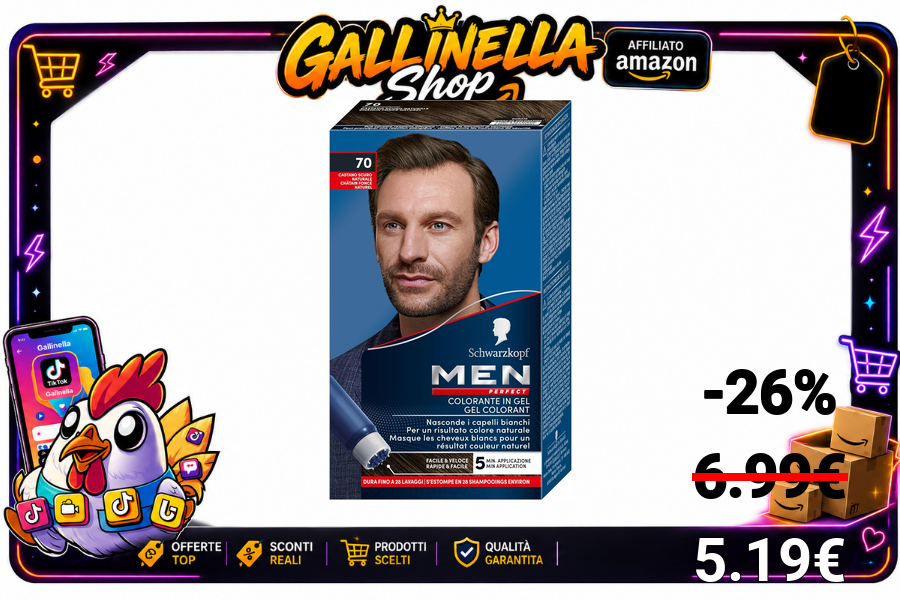 GALLINELLA
Shop
AFFILIATO
amazon
70
70
CASTANO SCURO
NATURALE
CHÂTAIN FONCÉ
NATUREL
Schwarzkopf
MEN
PERFECT
COLORANTE IN GEL
GEL COLORANT
Nasconde i capelli bianchi
Per un risultato colore naturale
Masque les cheveux blancs pour un
résultat couleur naturel
FACILE & VELOCE
RAPIDE & FACILE
5 MIN. APPLICAZIONE
MIN APPLICATION
DURA FINO A 28 LAVAGGI | S'ESTOMPE EN 28 SHAMPOOINGS ENVIRON
Gallinella
TikTok
Gallinella
-26%
6.99€
5.19€
OFFERTE
TOP
SCONTI
REALI
PRODOTTI
SCELTI
QUALITÀ
GARANTITA